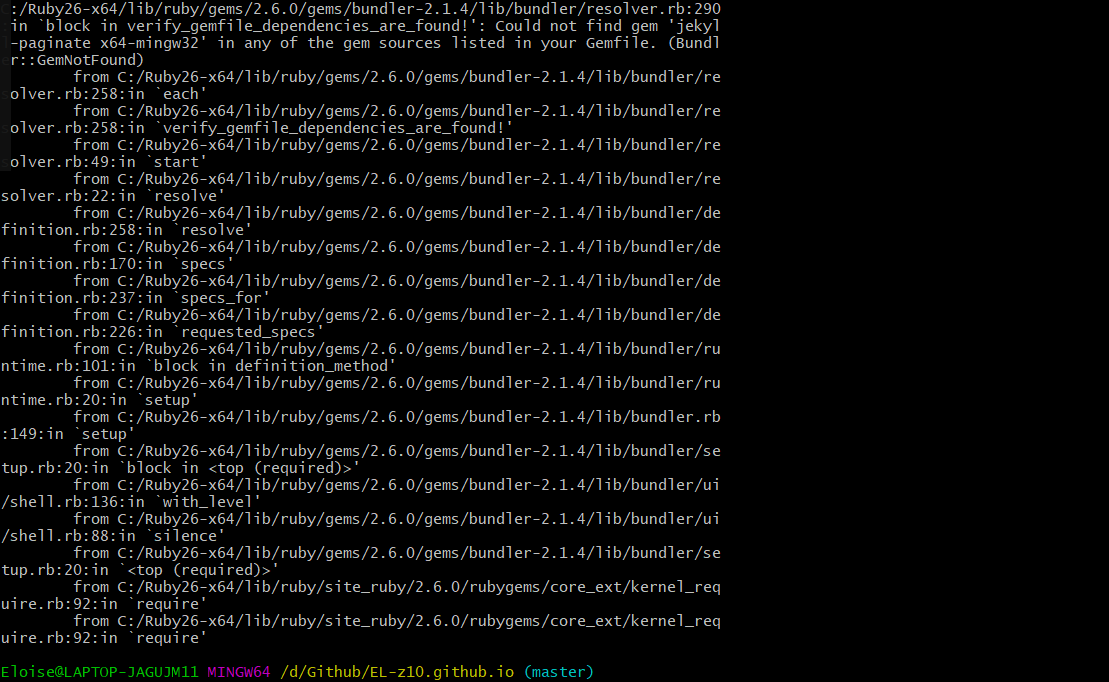 C:/Ruby26-x64/lib/ruby/gems/2.6.0/gems/bundler-2.1.4/lib/bundler/resolver.rb:290
:in `block in verify_gemfile_dependencies_are_found!': Could not find gem 'jekyl
l-paginate x64-mingw32' in any of the gem sources listed in your Gemfile. (Bundl
er::GemNotFound)
        from C:/Ruby26-x64/lib/ruby/gems/2.6.0/gems/bundler-2.1.4/lib/bundler/re
solver.rb:258:in `each'
        from C:/Ruby26-x64/lib/ruby/gems/2.6.0/gems/bundler-2.1.4/lib/bundler/re
solver.rb:258:in `verify_gemfile_dependencies_are_found!'
        from C:/Ruby26-x64/lib/ruby/gems/2.6.0/gems/bundler-2.1.4/lib/bundler/re
solver.rb:49:in `start'
        from C:/Ruby26-x64/lib/ruby/gems/2.6.0/gems/bundler-2.1.4/lib/bundler/re
solver.rb:22:in `resolve'
        from C:/Ruby26-x64/lib/ruby/gems/2.6.0/gems/bundler-2.1.4/lib/bundler/de
finition.rb:258:in `resolve'
        from C:/Ruby26-x64/lib/ruby/gems/2.6.0/gems/bundler-2.1.4/lib/bundler/de
finition.rb:170:in `specs'
        from C:/Ruby26-x64/lib/ruby/gems/2.6.0/gems/bundler-2.1.4/lib/bundler/de
finition.rb:237:in `specs_for'
        from C:/Ruby26-x64/lib/ruby/gems/2.6.0/gems/bundler-2.1.4/lib/bundler/de
finition.rb:226:in `requested_specs'
        from C:/Ruby26-x64/lib/ruby/gems/2.6.0/gems/bundler-2.1.4/lib/bundler/ru
ntime.rb:101:in `block in definition_method'
        from C:/Ruby26-x64/lib/ruby/gems/2.6.0/gems/bundler-2.1.4/lib/bundler/ru
ntime.rb:20:in `setup'
        from C:/Ruby26-x64/lib/ruby/gems/2.6.0/gems/bundler-2.1.4/lib/bundler.rb
:149:in `setup'
        from C:/Ruby26-x64/lib/ruby/gems/2.6.0/gems/bundler-2.1.4/lib/bundler/se
tup.rb:20:in `block in <top (required)>'
        from C:/Ruby26-x64/lib/ruby/gems/2.6.0/gems/bundler-2.1.4/lib/bundler/ui
/shell.rb:136:in `with_level'
        from C:/Ruby26-x64/lib/ruby/gems/2.6.0/gems/bundler-2.1.4/lib/bundler/ui
/shell.rb:88:in `silence'
        from C:/Ruby26-x64/lib/ruby/gems/2.6.0/gems/bundler-2.1.4/lib/bundler/se
tup.rb:20:in `<top (required)>'
        from C:/Ruby26-x64/lib/ruby/site_ruby/2.6.0/rubygems/core_ext/kernel_req
uire.rb:92:in `require'
        from C:/Ruby26-x64/lib/ruby/site_ruby/2.6.0/rubygems/core_ext/kernel_req
uire.rb:92:in `require'
Eloise@LAPTOP-JAGUJM11 MINGW64 /d/Github/EL-z10.github.io (master)